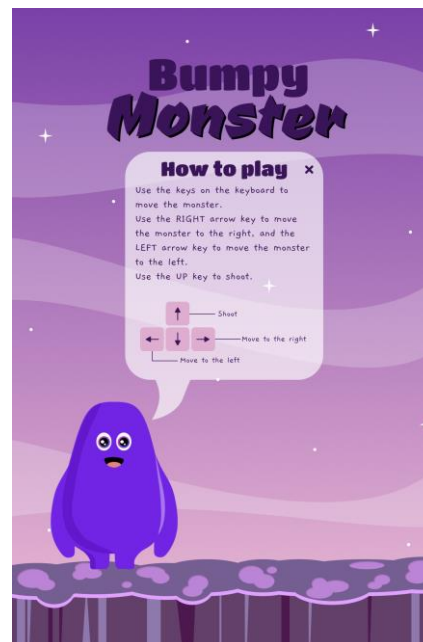 Bumpy
Monster
How to play ×
Use the keys on the keyboard to
move the monster.
Use the RIGHT arrow key to move
the monster to the right, and the
LEFT arrow key to move the monster
to the left.
Use the UP key to shoot.
↑ Shoot
← ↓ → Move to the right
Move to the left